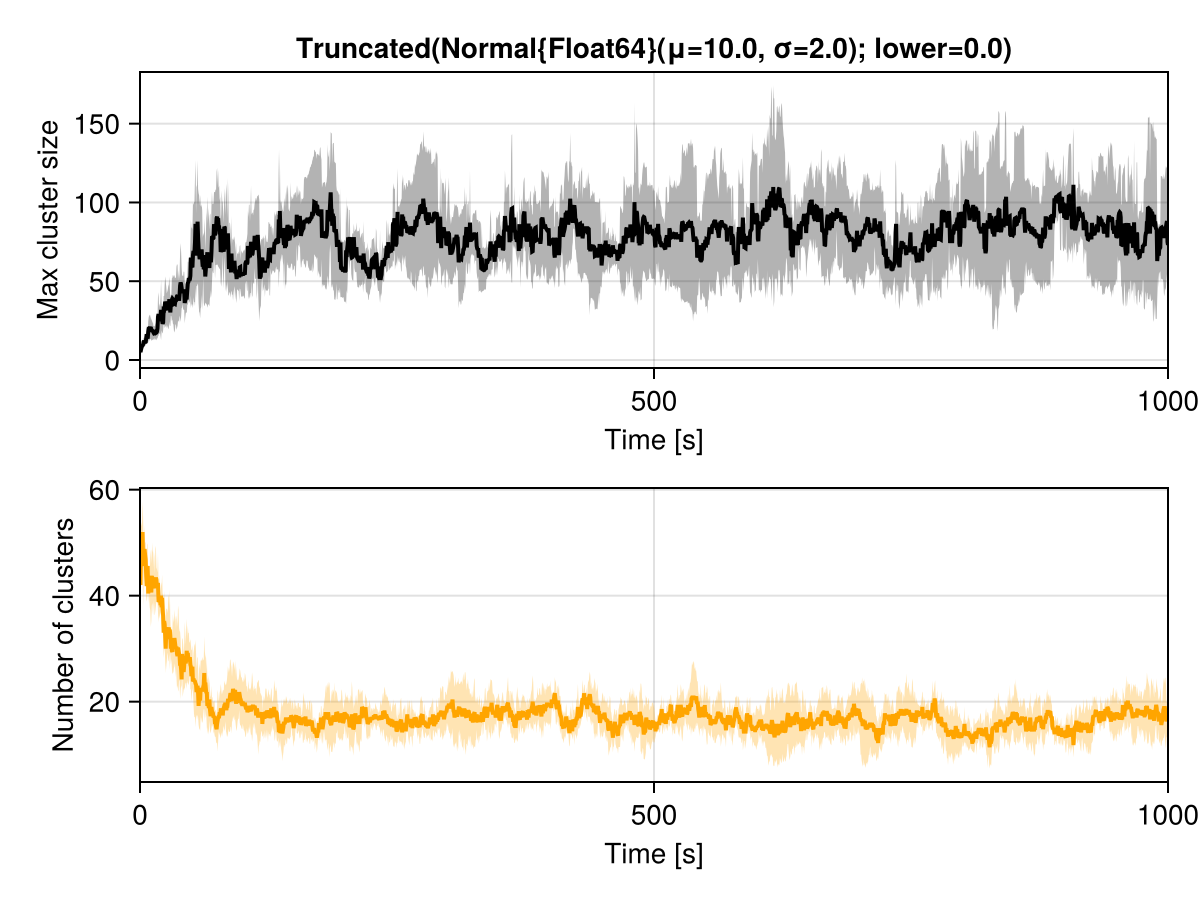 Truncated(Normal{Float64}(μ=10.0, σ=2.0); lower=0.0)
Max cluster size
150
100
50
0
0 500 1000
Time [s]
Number of clusters
60
40
20
0 500 1000
Time [s]